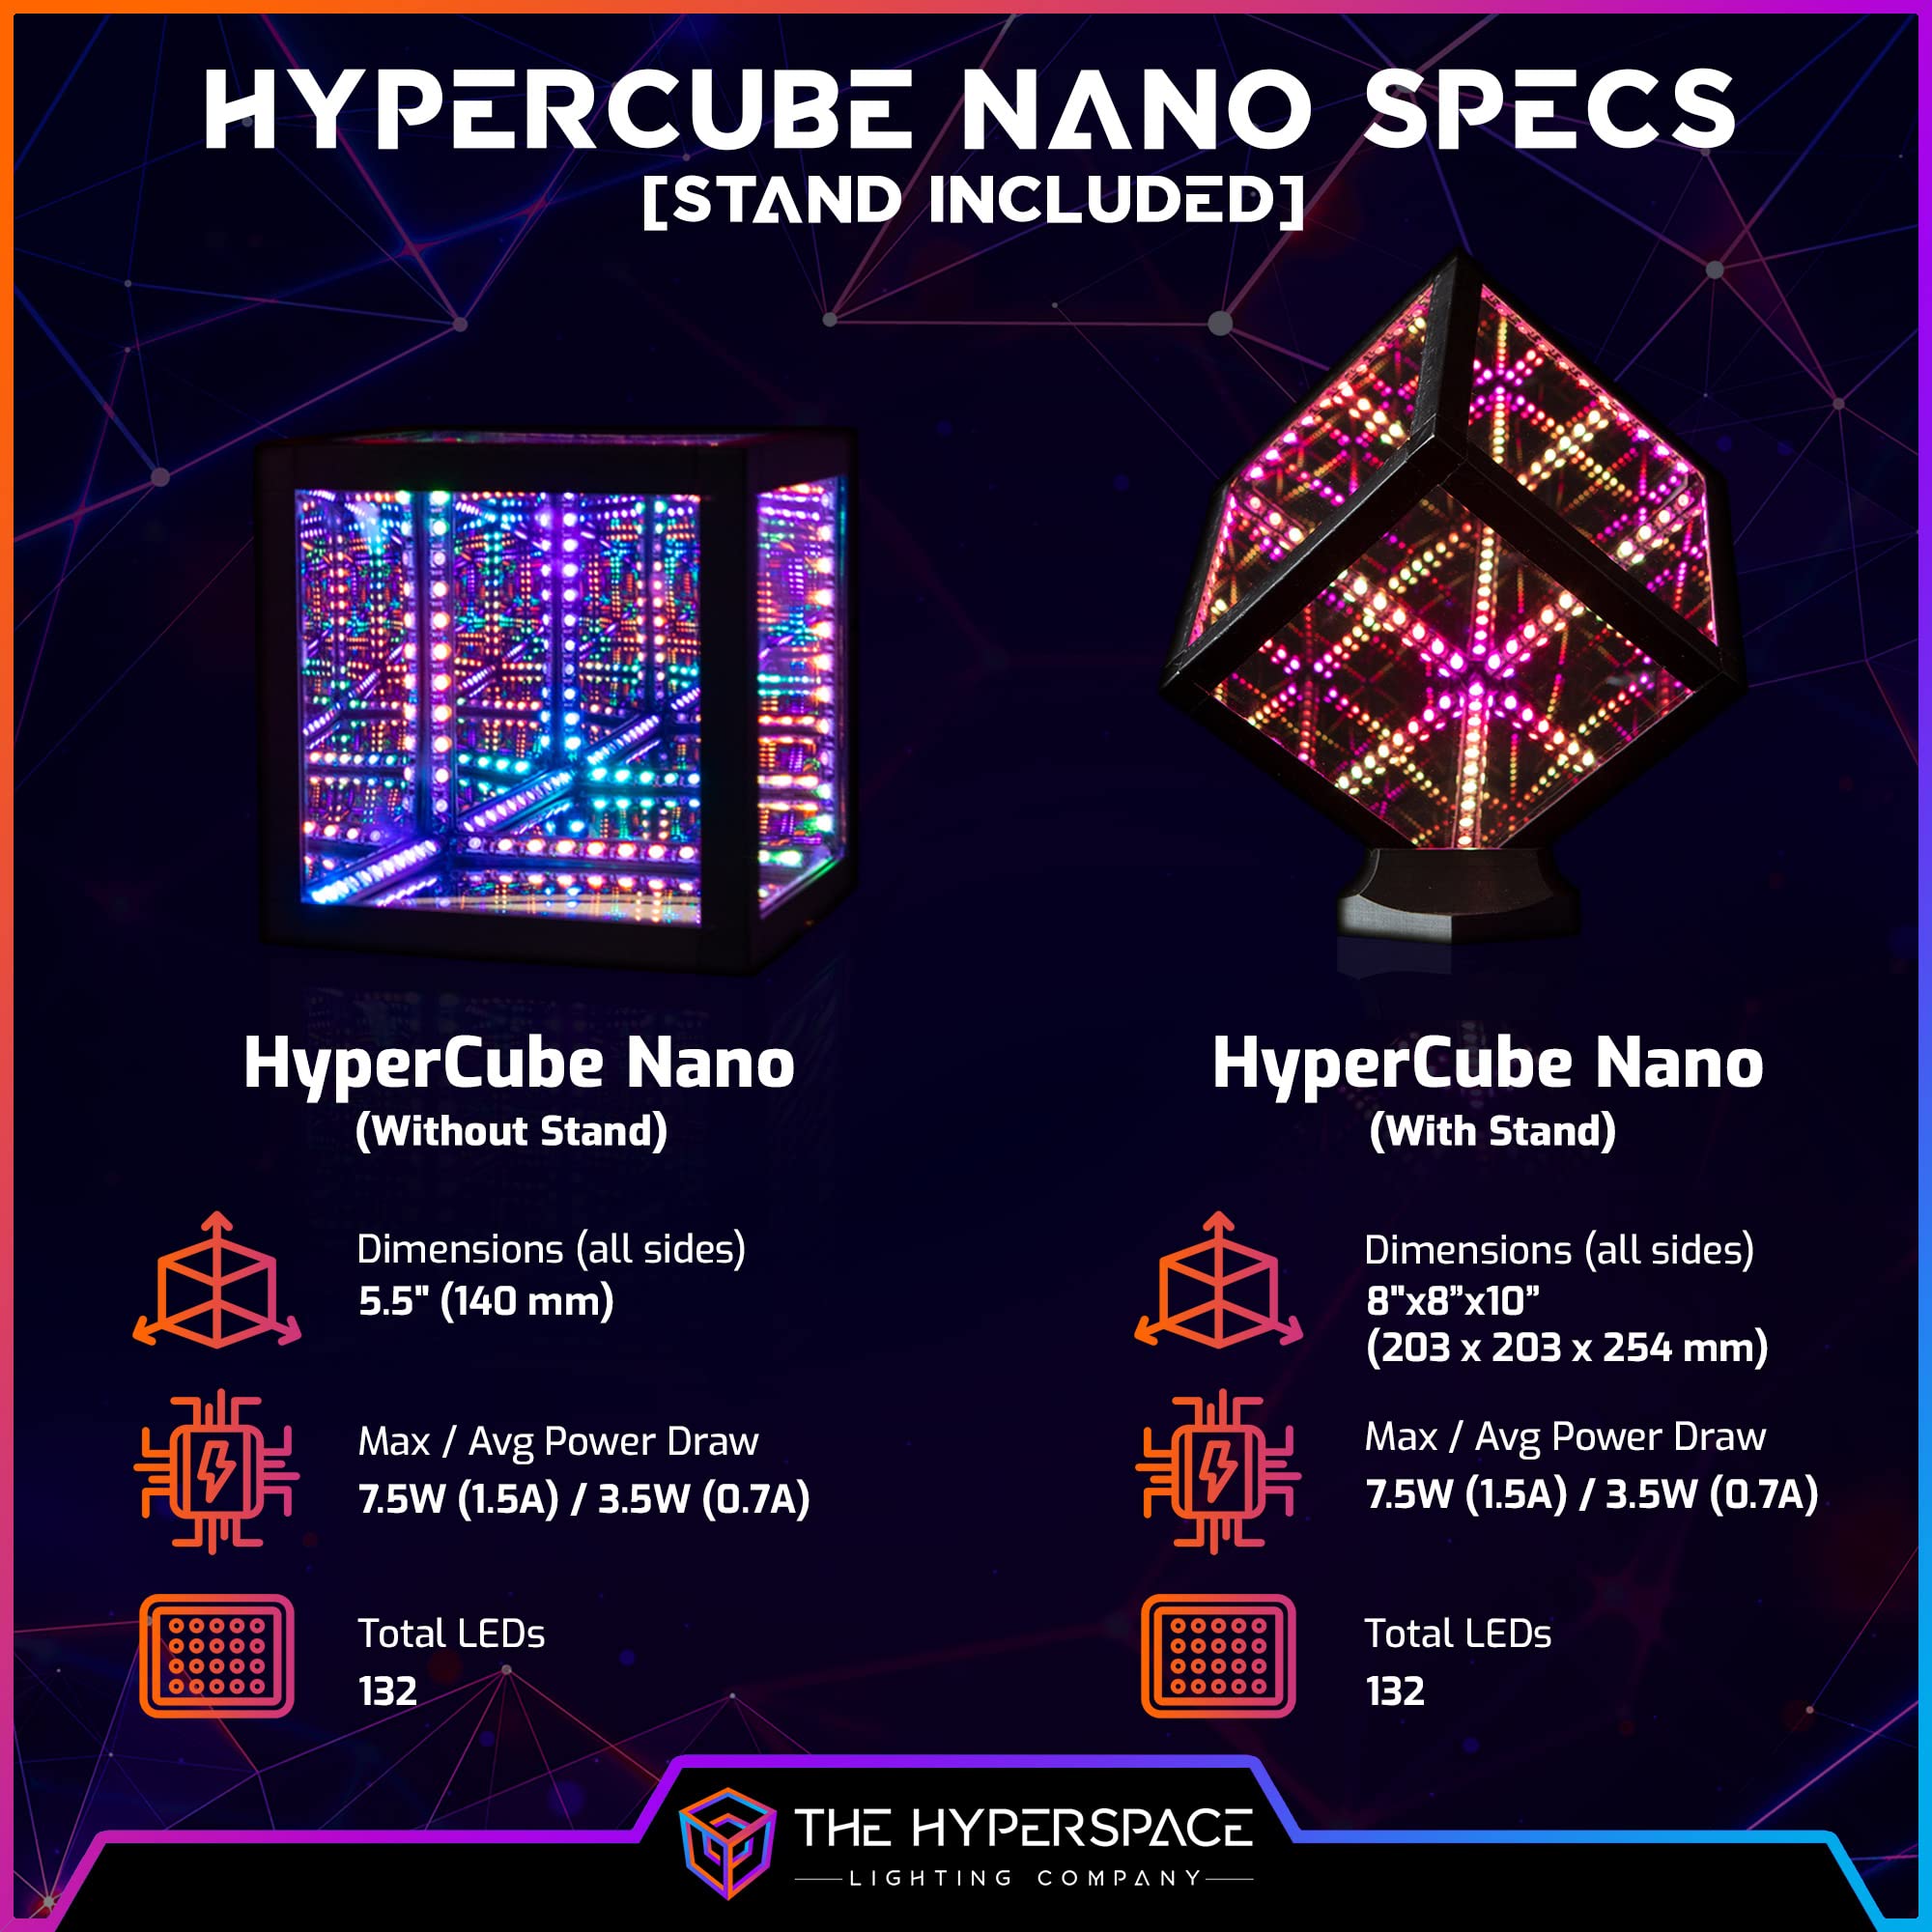 HYPERCUBE NANO SPECS
[STAND INCLUDED]
HyperCube Nano
(Without Stand)
Dimensions (all sides)
5.5" (140 mm)
Max / Avg Power Draw
7.5W (1.5A) / 3.5W (0.7A)
Total LEDs
132
HyperCube Nano
(With Stand)
Dimensions (all sides)
8"x8”x10”
(203 x 203 x 254 mm)
Max / Avg Power Draw
7.5W (1.5A) / 3.5W (0.7A)
Total LEDs
132
THE HYPERSPACE
LIGHTING COMPANY